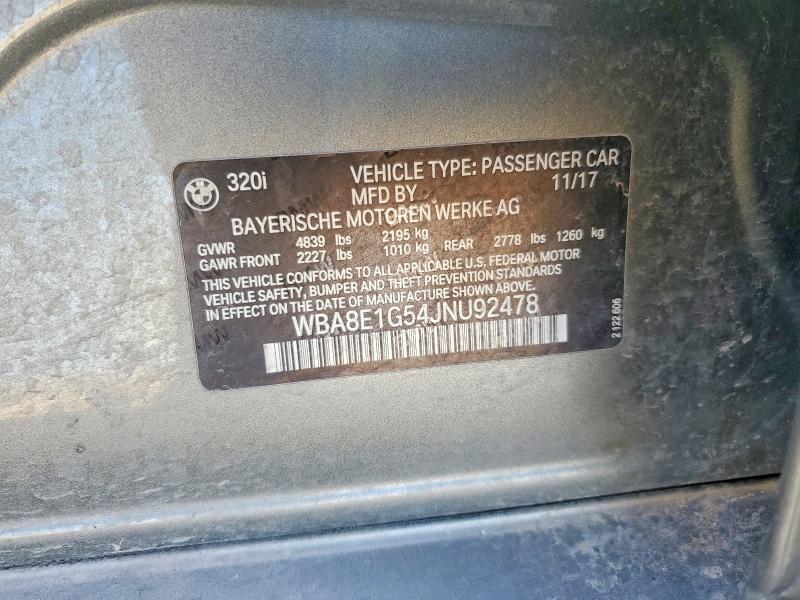 BMW
320i VEHICLE TYPE: PASSENGER CAR
MFD BY 11/17
BAYERISCHE MOTOREN WERKE AG
GVWR 4839 lbs 2195 kg
GAWR FRONT 2227 lbs 1010 kg REAR 2778 lbs 1260 kg
THIS VEHICLE CONFORMS TO ALL APPLICABLE U.S. FEDERAL MOTOR
VEHICLE SAFETY, BUMPER AND THEFT PREVENTION STANDARDS
IN EFFECT ON THE DATE OF MANUFACTURE SHOWN ABOVE.
WBA8E1G54JNU92478
2 122 606